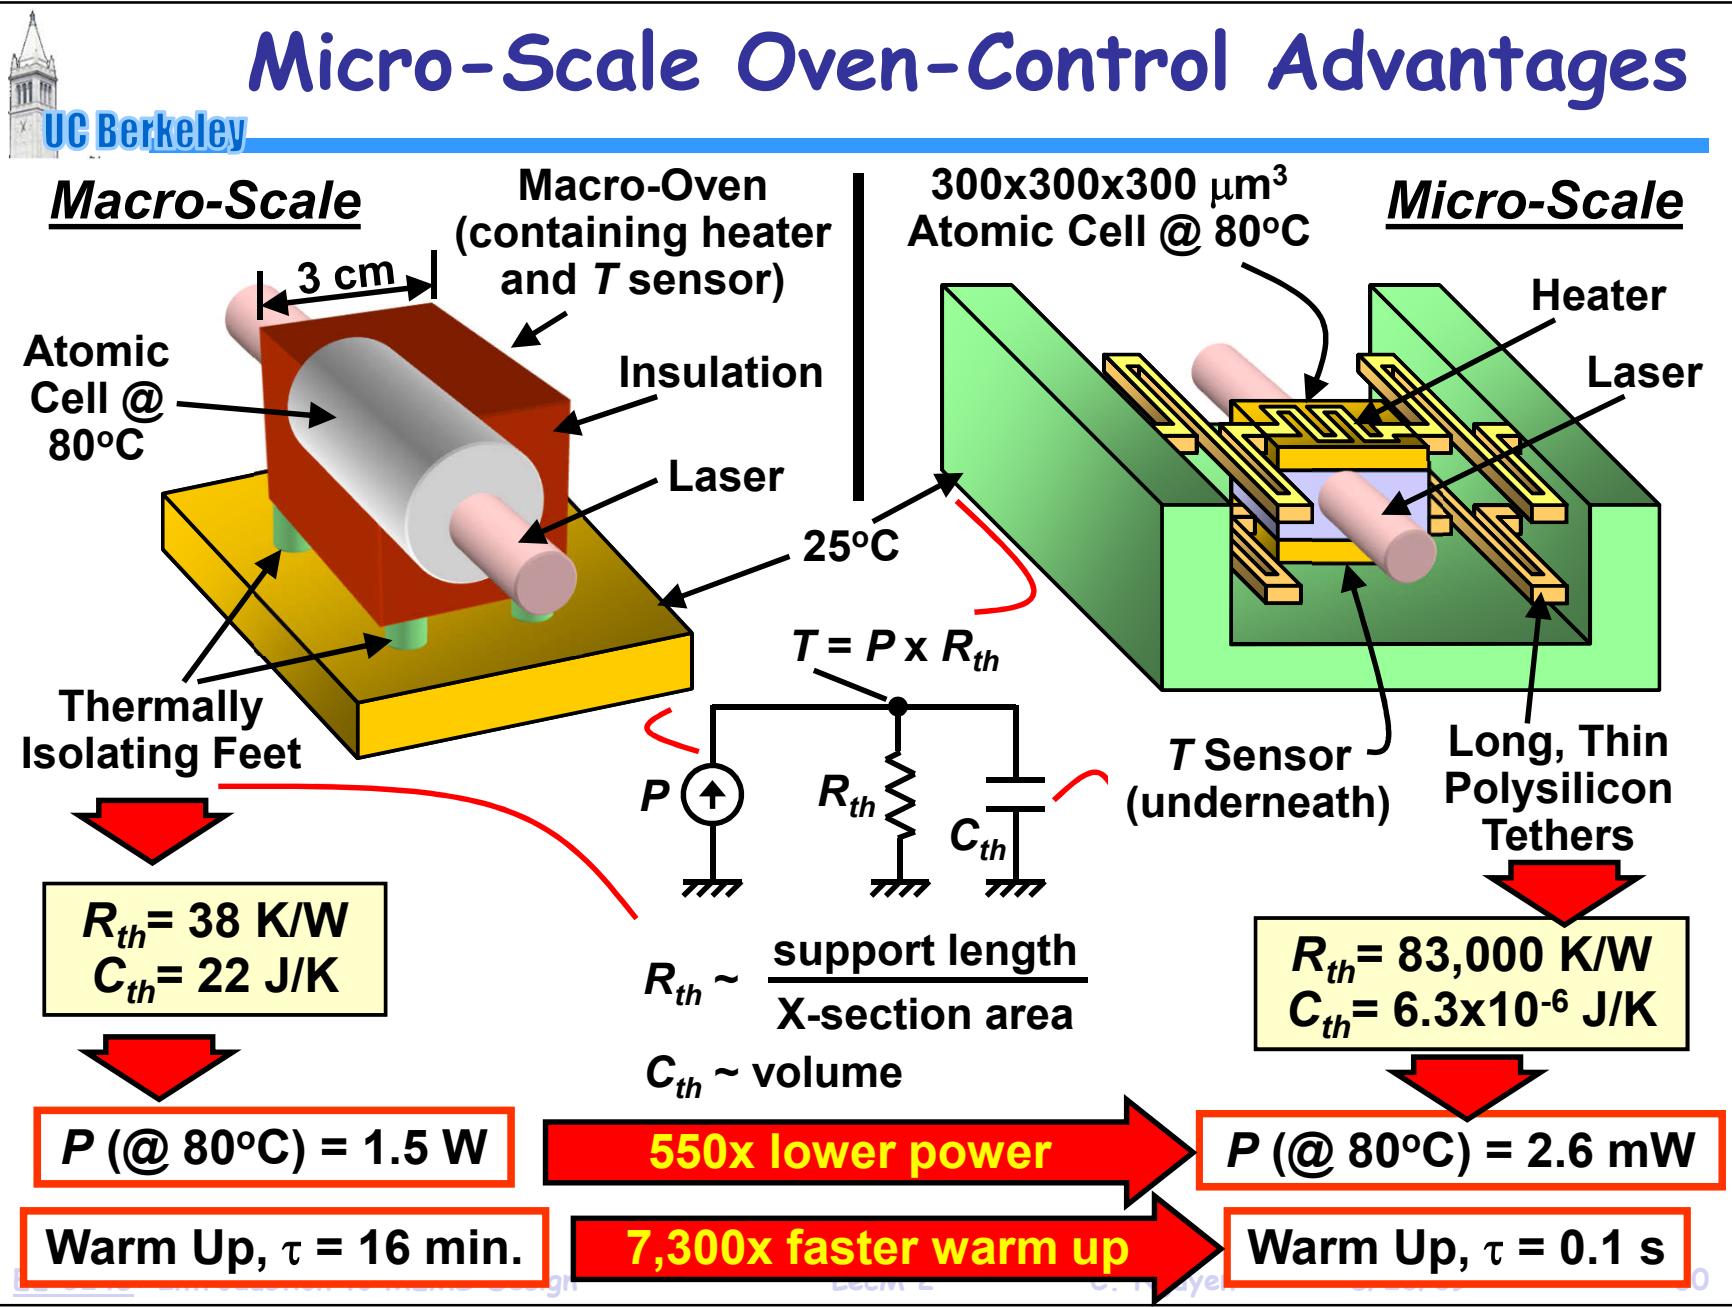 Micro-Scale Oven-Control Advantages
UC Berkeley
Macro-Scale
Macro-Oven
(containing heater
and T sensor)
3 cm
Atomic
Cell @
80°C
Insulation
Laser
25°C
Thermally
Isolating Feet
300x300x300 μm³
Atomic Cell @ 80°C
Micro-Scale
Heater
Laser
T Sensor
(underneath)
Long, Thin
Polysilicon
Tethers
T = P x Rth
P
Rth
Cth
Rth ~ support length
X-section area
Cth ~ volume
Rth= 38 K/W
Cth= 22 J/K
Rth= 83,000 K/W
Cth= 6.3x10⁻⁶ J/K
P (@ 80°C) = 1.5 W
550x lower power
P (@ 80°C) = 2.6 mW
Warm Up, τ = 16 min.
7,300x faster warm up
Warm Up, τ = 0.1 s